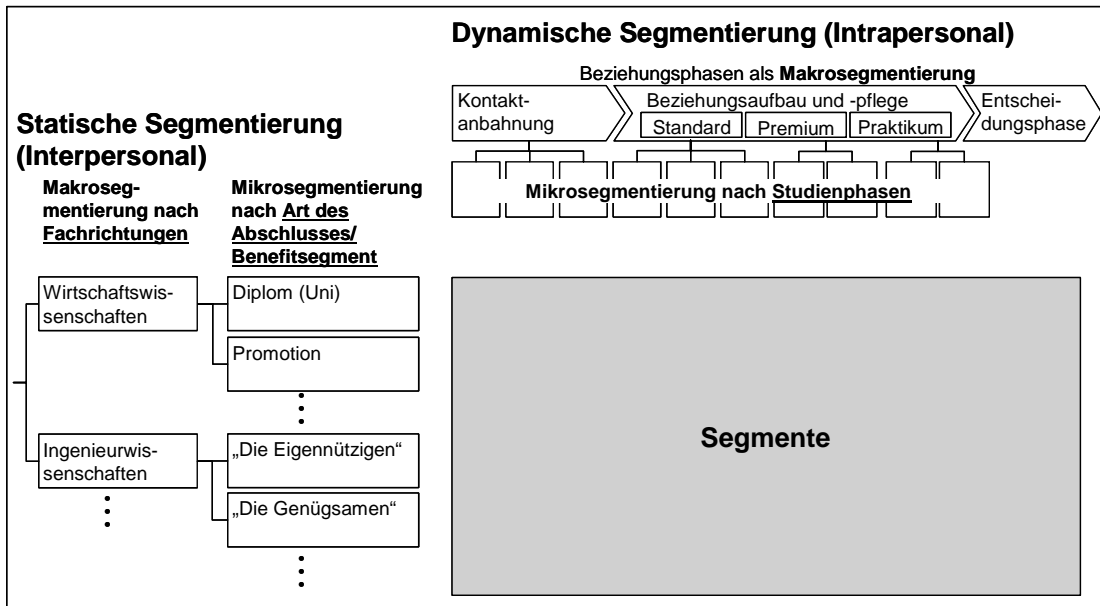 Dynamische Segmentierung (Intrapersonal)
Beziehungsphasen als Makrosegmentierung
Kontakt-
anbahnung
Beziehungsaufbau und -pflege
Standard
Premium
Praktikum
Entschei-
dungsphase
Mikrosegmentierung nach Studienphasen
Statische Segmentierung
(Interpersonal)
Makroseg-
mentierung nach
Fachrichtungen
Mikrosegmentierung
nach Art des
Abschlusses/
Benefitsegment
Wirtschaftswis-
senschaften
Diplom (Uni)
Promotion
Ingenieurwis-
senschaften
„Die Eigennützigen“
„Die Genügsamen“
Segmente